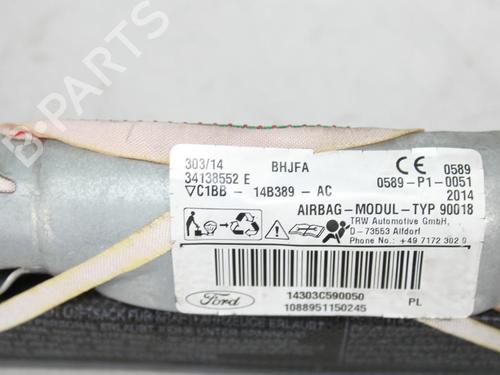 B-PARTS
303/14 BHJFA 0589
34138552 E 0589-P1-0051
C1BB - 14B389 - AC 2014
AIRBAG-MODUL-TYP 90018
TRW Automotive GmbH,
D-73553 Alfdorf
Phone No.: +49 7172 302 0
Ford
14303C590050 PL
1088951150245